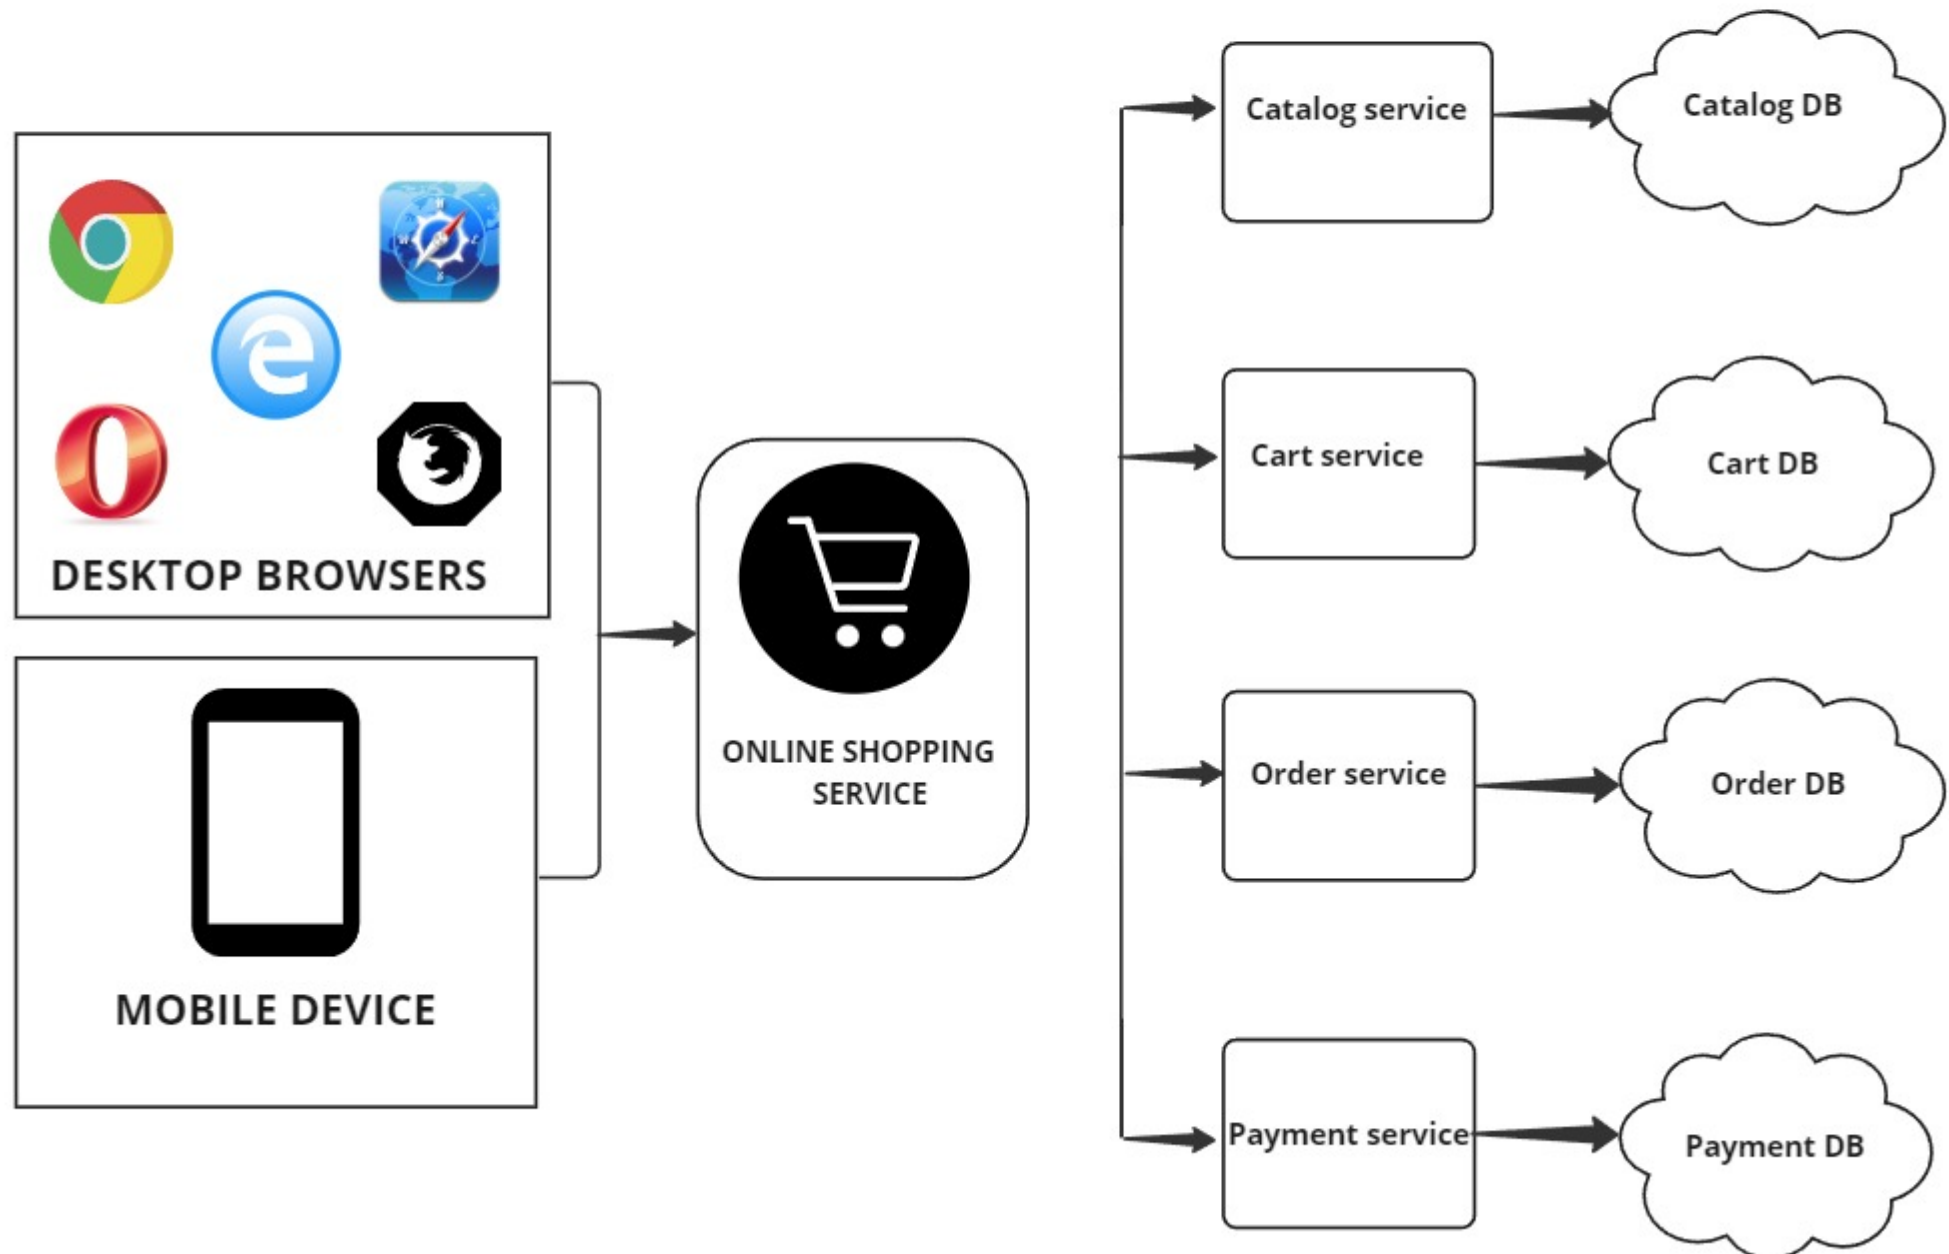 DESKTOP BROWSERS
MOBILE DEVICE
ONLINE SHOPPING
SERVICE
Catalog service
Catalog DB
Cart service
Cart DB
Order service
Order DB
Payment service
Payment DB